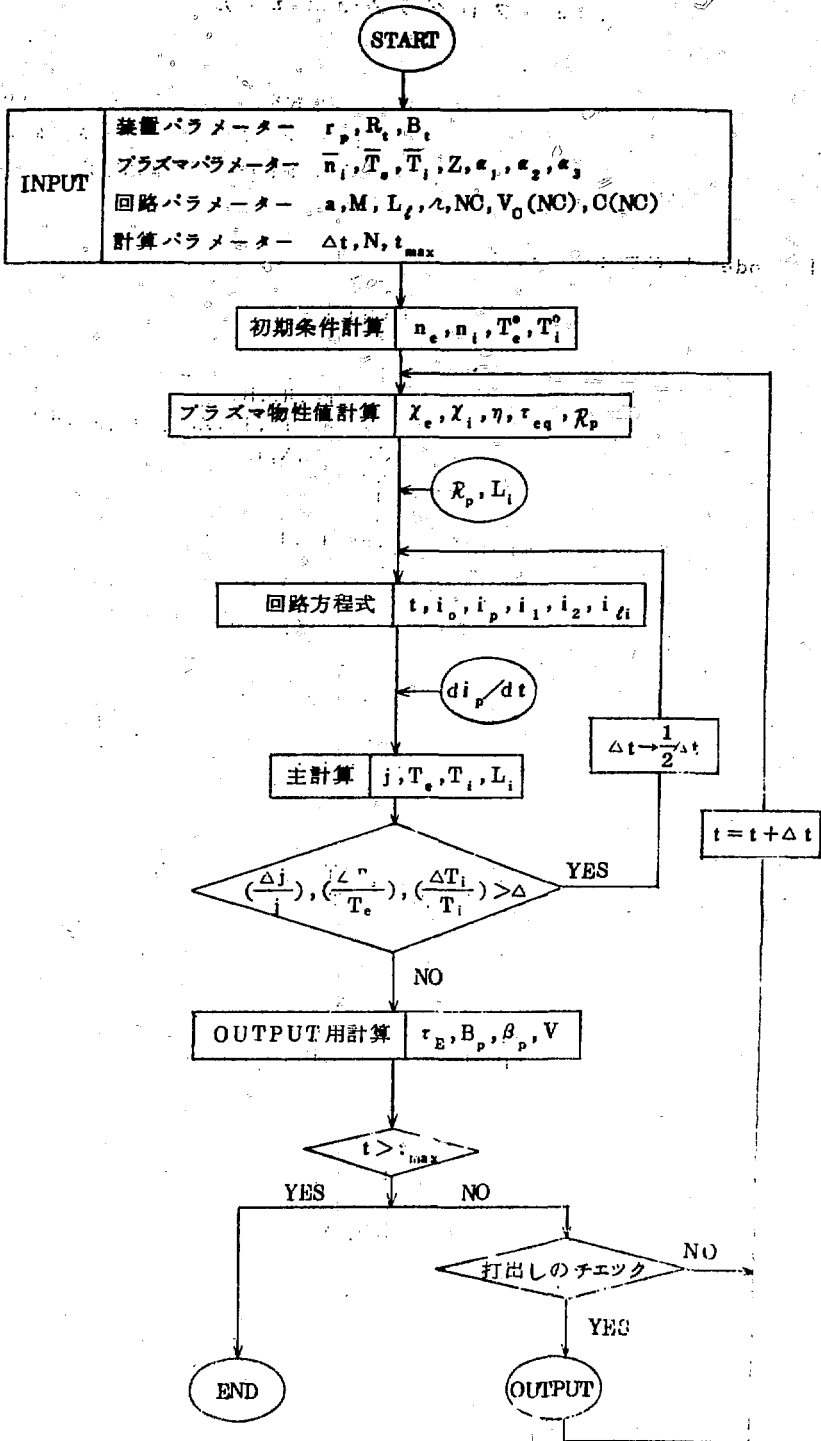 START
INPUT
装置パラメーター r_p, R_t, B_t
プラズマパラメーター n̅_i, T̅_e, T̅_i, Z, α_1, α_2, α_3
回路パラメーター a, M, L_ℓ, NC, V_0(NC), C(NC)
計算パラメーター Δt, N, t_max
初期条件計算 n_e, n_i, T_e^0, T_i^0
プラズマ物性値計算 χ_e, χ_i, η, τ_eq, R_p
R_p, L_i
回路方程式 t, i_o, i_p, i_1, i_2, i_ℓi
di_p/dt
Δt→1/2Δt
主計算 j, T_e, T_i, L_i
t=t+Δt
(Δj/j), (/T_e), (ΔT_i/T_i)>Δ
YES
NO
OUTPUT用計算 τ_E, B_p, β_p, V
t>t_max
YES NO
打出しのチェック
NO
YES
END
OUTPUT